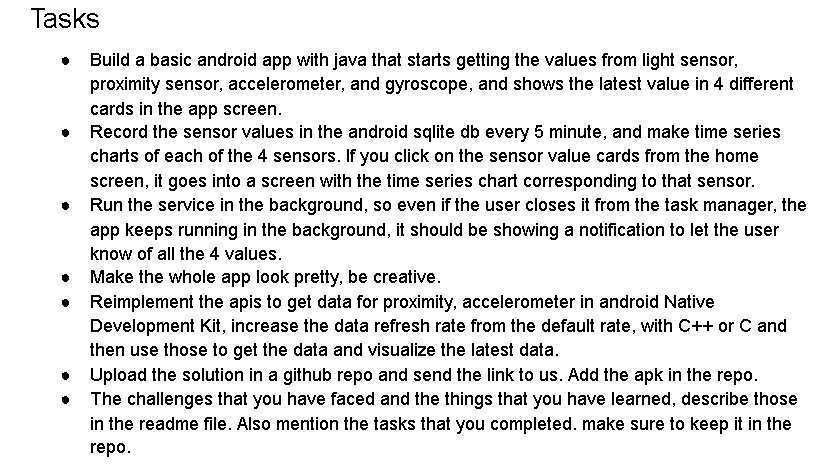 Tasks
● Build a basic android app with java that starts getting the values from light sensor,
proximity sensor, accelerometer, and gyroscope, and shows the latest value in 4 different
cards in the app screen.
● Record the sensor values in the android sqlite db every 5 minute, and make time series
charts of each of the 4 sensors. If you click on the sensor value cards from the home
screen, it goes into a screen with the time series chart corresponding to that sensor.
● Run the service in the background, so even if the user closes it from the task manager, the
app keeps running in the background, it should be showing a notification to let the user
know of all the 4 values.
● Make the whole app look pretty, be creative.
● Reimplement the apis to get data for proximity, accelerometer in android Native
Development Kit, increase the data refresh rate from the default rate, with C++ or C and
then use those to get the data and visualize the latest data.
● Upload the solution in a github repo and send the link to us. Add the apk in the repo.
● The challenges that you have faced and the things that you have learned, describe those
in the readme file. Also mention the tasks that you completed. make sure to keep it in the
repo.